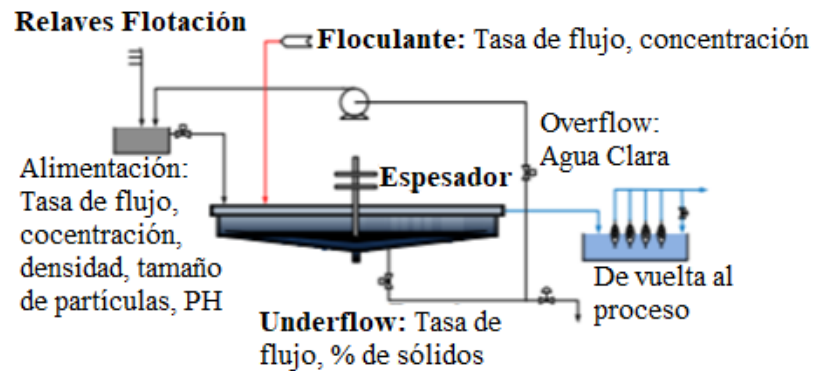 Relaves Flotación
Floculante: Tasa de flujo, concentración
Overflow:
Agua Clara
Alimentación:
Tasa de flujo,
cocentración,
densidad, tamaño
de partículas, PH
Espesador
De vuelta al
proceso
Underflow: Tasa de
flujo, % de sólidos